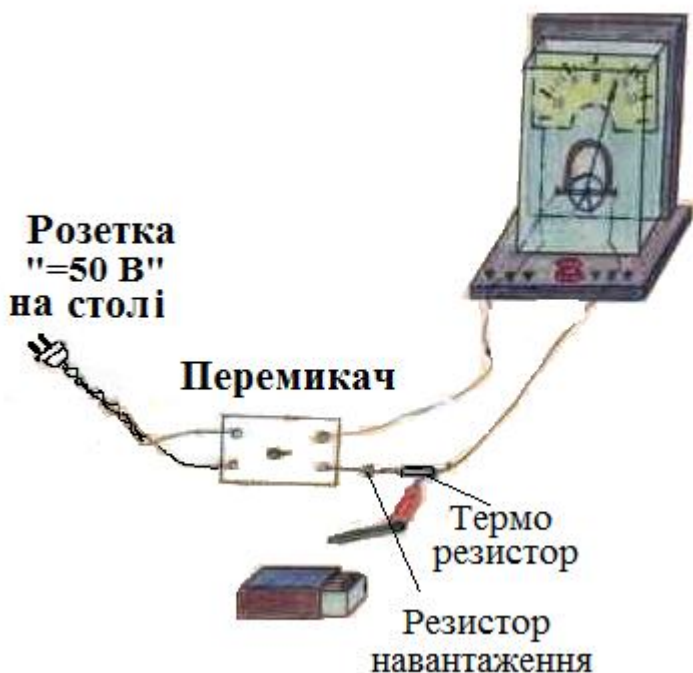 Розетка
"=50 В"
на столі
Перемикач
Термо
резистор
Резистор
навантаження